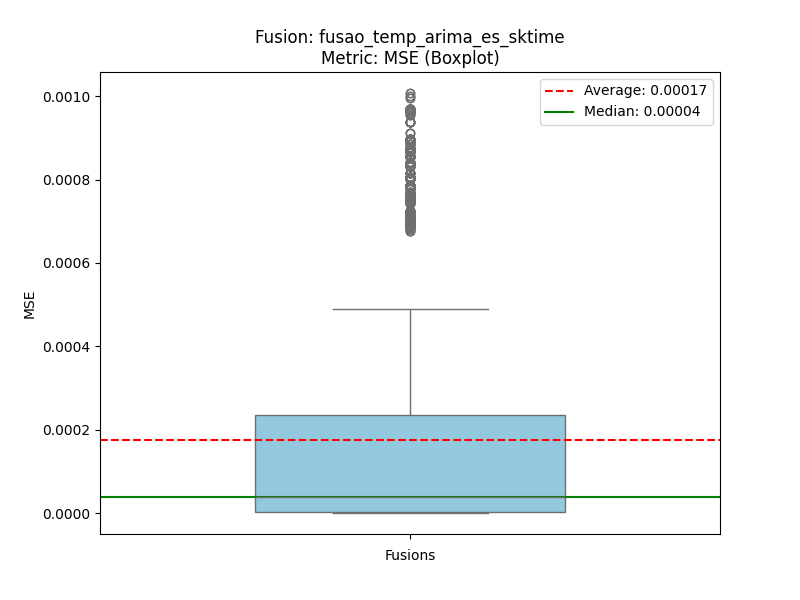 Fusion: fusao_temp_arima_es_sktime
Metric: MSE (Boxplot)
Average: 0.00017
Median: 0.00004
0.0010
0.0008
0.0006
0.0004
0.0002
0.0000
MSE
Fusions